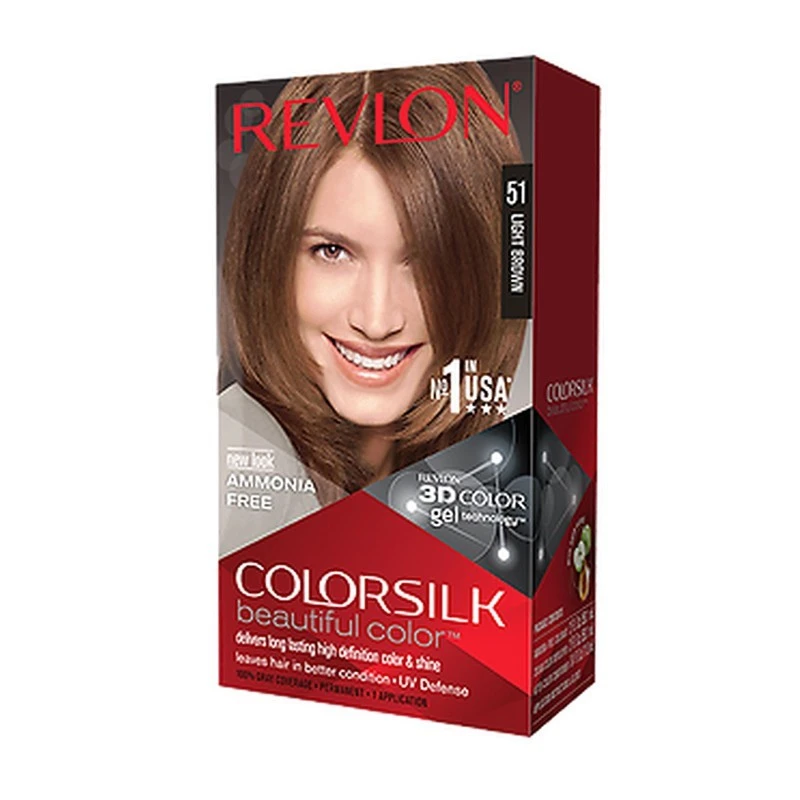 REVLON®
51 LIGHT BROWN
Nº1 IN USA*
new look
AMMONIA
FREE
REVLON
3D COLOR
gel technology™
COLORSILK
beautiful color™
delivers long lasting high definition color & shine
leaves hair in better condition • UV Defense
100% GRAY COVERAGE • PERMANENT • 1 APPLICATION
COLORSILK
beautiful color™